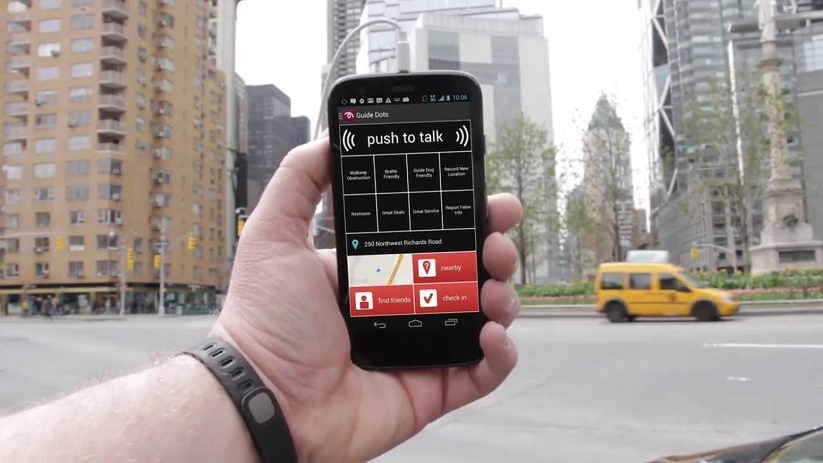 10:06
Guide Dots
push to talk
Walkway Obstruction
Braille Friendly
Guide Dog Friendly
Record New Location
Restroom
Great Deals
Great Service
Report False Info
250 Northwest Richards Road
nearby
find friends
check in